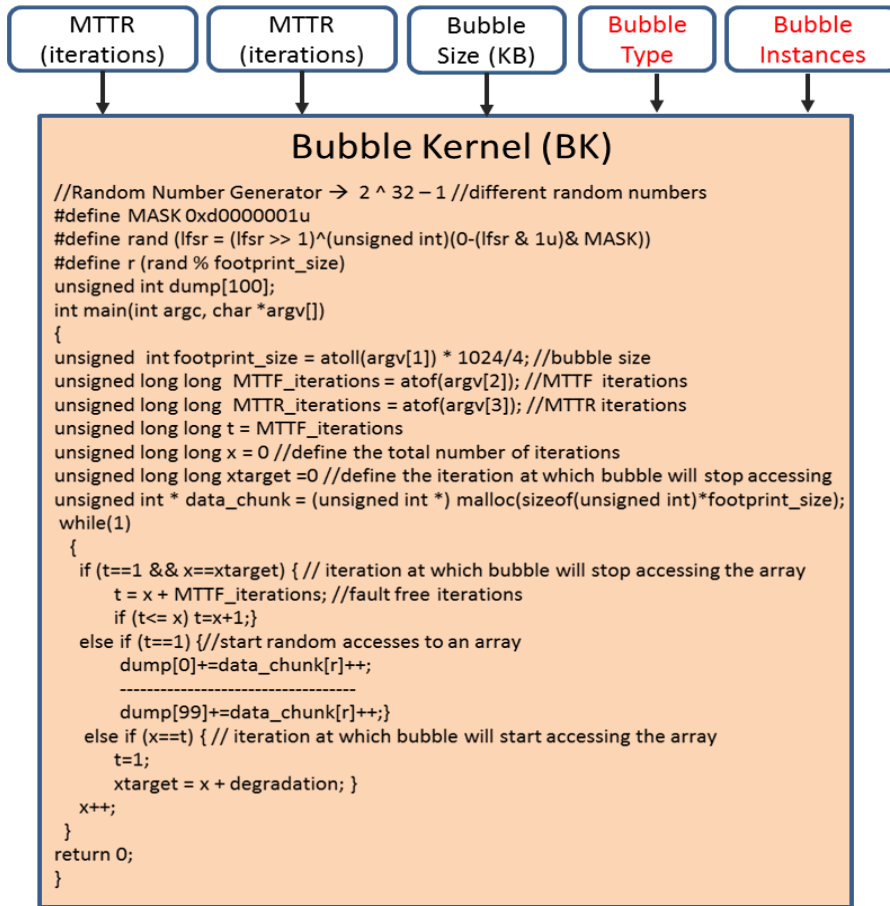 MTTR
(iterations)
MTTR
(iterations)
Bubble
Size (KB)
Bubble
Type
Bubble
Instances
Bubble Kernel (BK)
//Random Number Generator → 2 ^ 32 – 1 //different random numbers
#define MASK 0xd0000001u
#define rand (lfsr = (lfsr >> 1)^(unsigned int)(0-(lfsr & 1u)& MASK))
#define r (rand % footprint_size)
unsigned int dump[100];
int main(int argc, char *argv[])
{
unsigned  int footprint_size = atoll(argv[1]) * 1024/4; //bubble size
unsigned long long  MTTF_iterations = atof(argv[2]); //MTTF  iterations
unsigned long long  MTTR_iterations = atof(argv[3]); //MTTR iterations
unsigned long long t = MTTF_iterations
unsigned long long x = 0 //define the total number of iterations
unsigned long long xtarget =0 //define the iteration at which bubble will stop accessing
unsigned int * data_chunk = (unsigned int *) malloc(sizeof(unsigned int)*footprint_size);
while(1)
{
if (t==1 && x==xtarget) { // iteration at which bubble will stop accessing the array
t = x + MTTF_iterations; //fault free iterations
if (t<= x) t=x+1;}
else if (t==1) {//start random accesses to an array
dump[0]+=data_chunk[r]++;
------------------------------------
dump[99]+=data_chunk[r]++;}
else if (x==t) { // iteration at which bubble will start accessing the array
t=1;
xtarget = x + degradation; }
x++;
}
return 0;
}